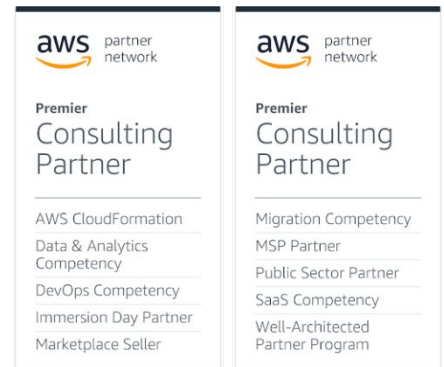 aws partner
network
Premier
Consulting
Partner
AWS CloudFormation
Data & Analytics
Competency
DevOps Competency
Immersion Day Partner
Marketplace Seller
aws partner
network
Premier
Consulting
Partner
Migration Competency
MSP Partner
Public Sector Partner
SaaS Competency
Well-Architected
Partner Program